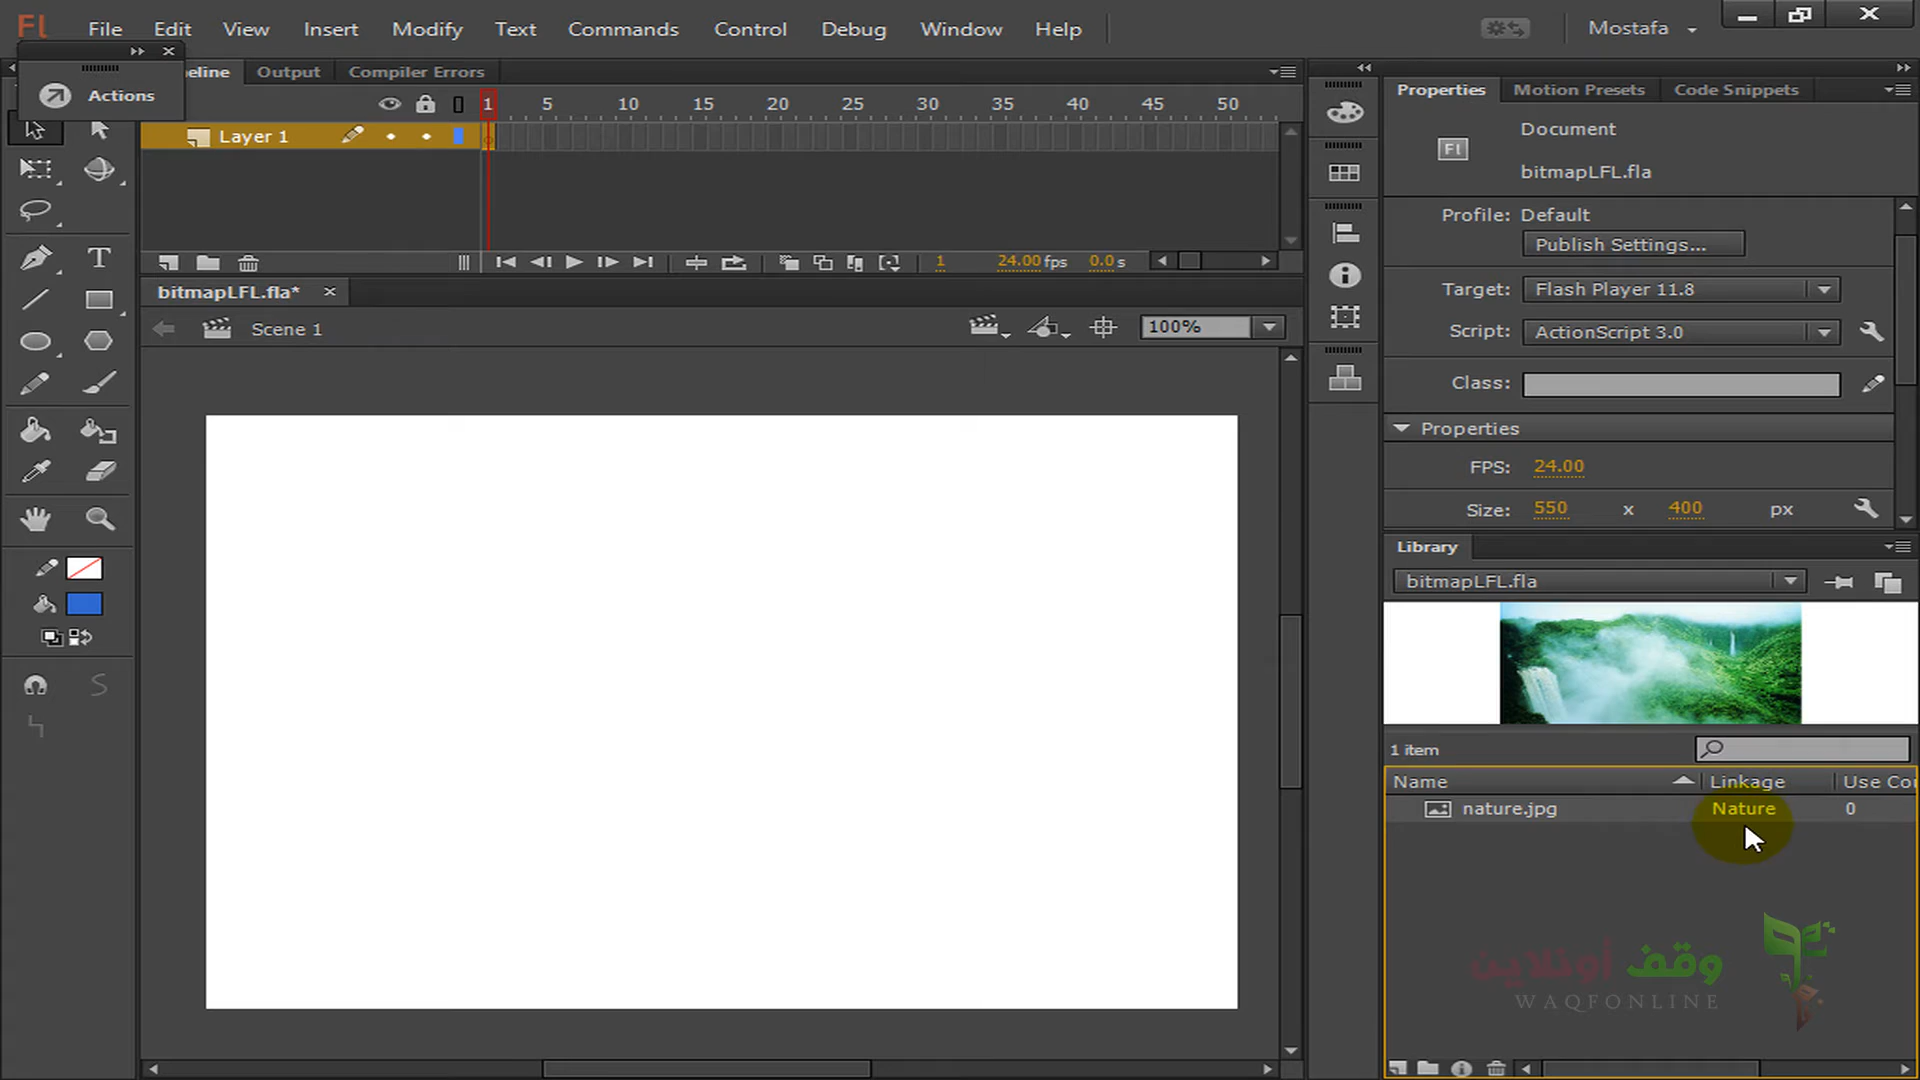 Fl File Edit View Insert Modify Text Commands Control Debug Window Help Mostafa
Actions
eline Output Compiler Errors
1 5 10 15 20 25 30 35 40 45 50
Layer 1
1 24.00 fps 0.0 s
bitmapLFL.fla*
Scene 1 100%
Properties Motion Presets Code Snippets
Document
Fl
bitmapLFL.fla
Profile: Default
Publish Settings...
Target: Flash Player 11.8
Script: ActionScript 3.0
Class:
Properties
FPS: 24.00
Size: 550 x 400 px
Library
bitmapLFL.fla
1 item
Name Linkage Use Cou
nature.jpg Nature 0
وقف أونلاين
WAQFONLINE